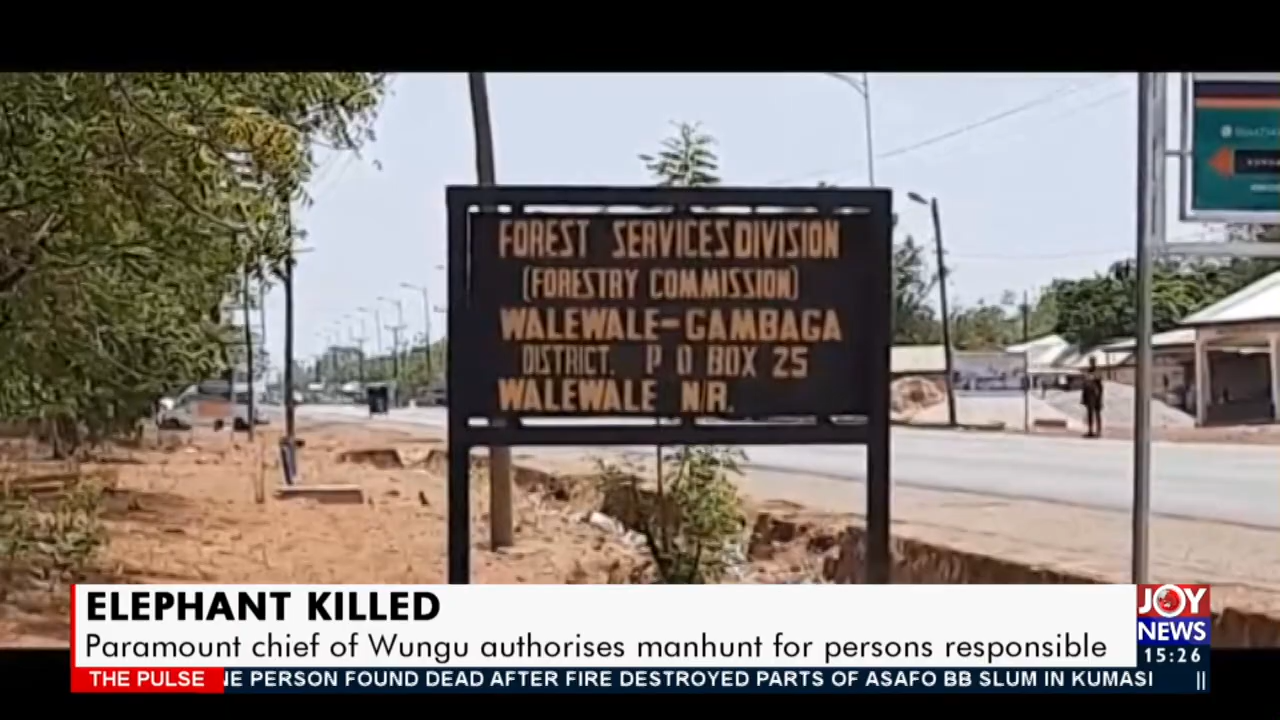 FOREST SERVICES DIVISION
(FORESTRY COMMISSION)
WALEWALE-GAMBAGA
DISTRICT. P O BOX 25
WALEWALE N/R.
ELEPHANT KILLED
Paramount chief of Wungu authorises manhunt for persons responsible
JOY
NEWS
15:26
THE PULSE
PERSON FOUND DEAD AFTER FIRE DESTROYED PARTS OF ASAFO BB SLUM IN KUMASI